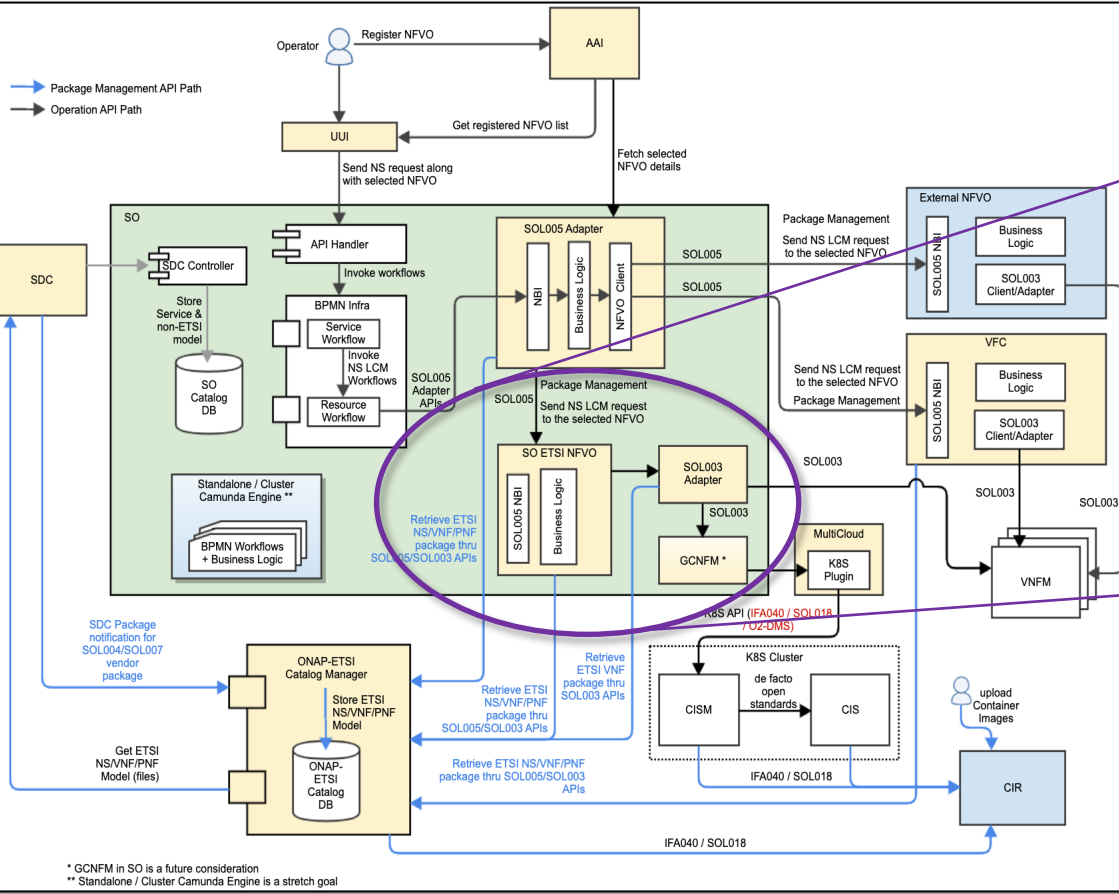 Operator
Register NFVO
AAI
Package Management API Path
Operation API Path
UUI
Get registered NFVO list
Send NS request along
with selected NFVO
Fetch selected
NFVO details
SO
API Handler
Invoke workflows
SDC
SDC Controller
Store
Service &
non-ETSI
model
SO
Catalog
DB
BPMN Infra
Service
Workflow
Invoke
NS LCM
Workflows
Resource
Workflow
SOL005
Adapter
APIs
SOL005 Adapter
NBI
Business Logic
NFVO Client
SOL005
SOL005
Package Management
Send NS LCM request
to the selected NFVO
External NFVO
SOL005 NBI
Business
Logic
SOL003
Client/Adapter
VFC
Send NS LCM request
to the selected NFVO
Package Management
SOL005 NBI
Business
Logic
SOL003
Client/Adapter
SOL005
Package Management
Send NS LCM request
to the selected NFVO
SO ETSI NFVO
SOL005 NBI
Business Logic
SOL003
Adapter
SOL003
SOL003
GCNFM *
SOL003
SOL003
VNFM
MultiCloud
K8S
Plugin
Standalone / Cluster
Camunda Engine **
BPMN Workflows
+ Business Logic
Retrieve ETSI
NS/VNF/PNF
package thru
SOL005/SOL003 APIs
K8S API (IFA040 / SOL018
/ O2-DMS)
SDC Package
notification for
SOL004/SOL007
vendor
package
ONAP-ETSI
Catalog Manager
Store ETSI
NS/VNF/PNF
Model
ONAP-
ETSI
Catalog
DB
Get ETSI
NS/VNF/PNF
Model (files)
Retrieve ETSI
NS/VNF/PNF
package thru
SOL005/SOL003 APIs
Retrieve
ETSI VNF
package thru
SOL003 APIs
Retrieve ETSI NS/VNF/PNF
package thru SOL005/SOL003
APIs
K8S Cluster
CISM
de facto
open
standards
CIS
upload
Container
Images
IFA040 / SOL018
CIR
IFA040 / SOL018
* GCNFM in SO is a future consideration
** Standalone / Cluster Camunda Engine is a stretch goal